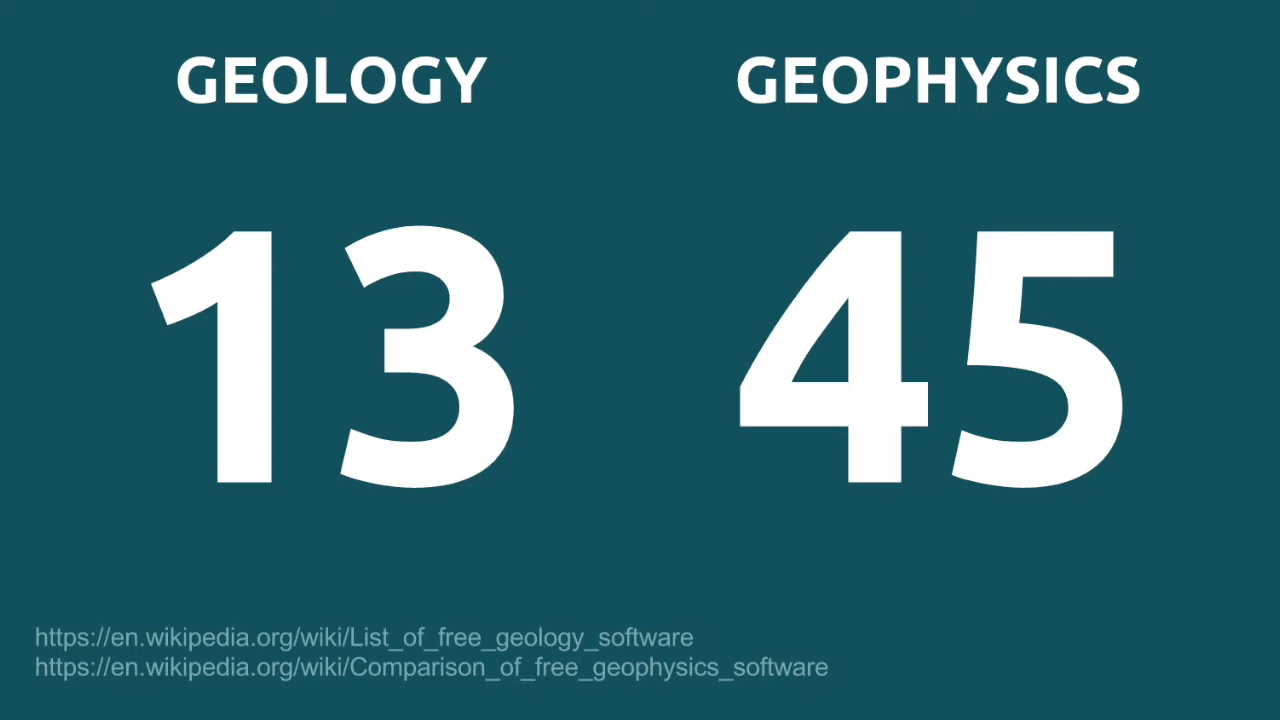 GEOLOGY
GEOPHYSICS
13
45
https://en.wikipedia.org/wiki/List_of_free_geology_software
https://en.wikipedia.org/wiki/Comparison_of_free_geophysics_software